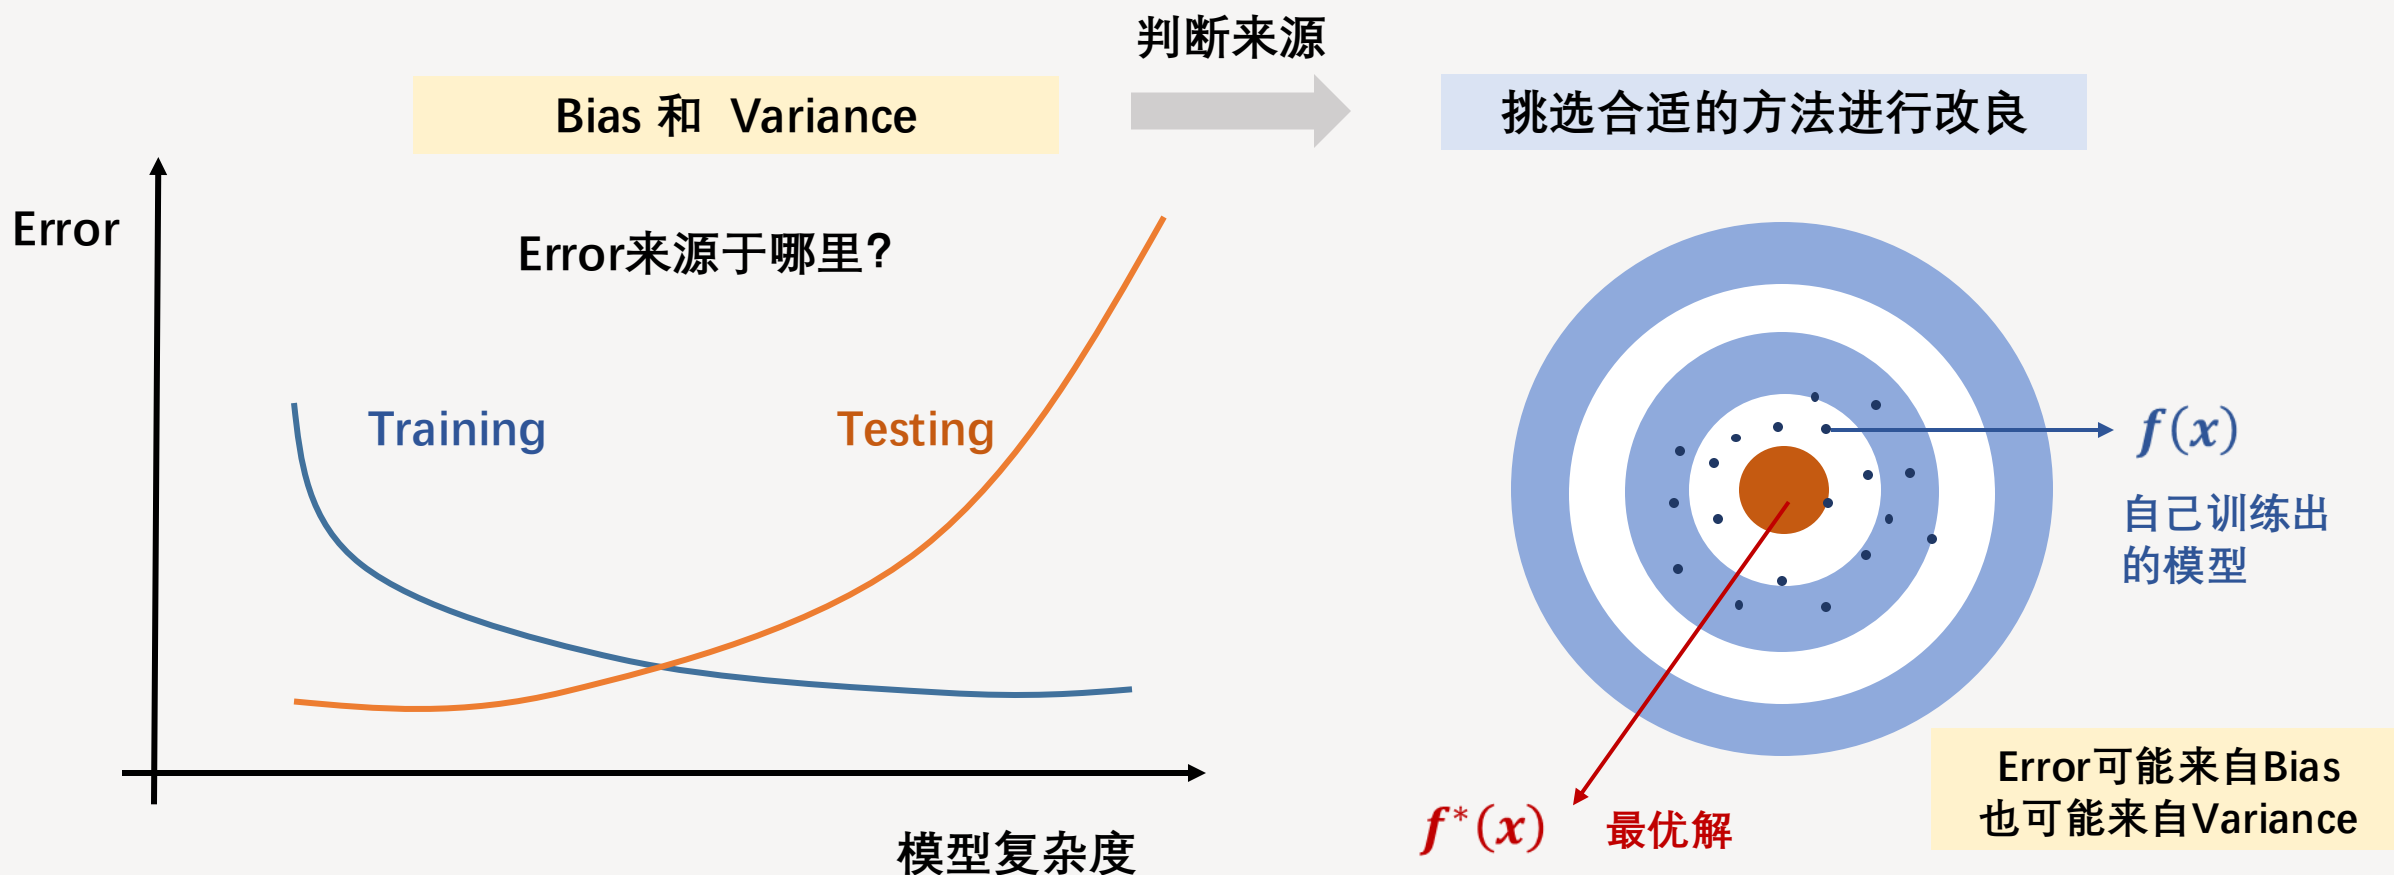 判断来源
Bias 和 Variance
挑选合适的方法进行改良
Error
Error来源于哪里?
Training
Testing
模型复杂度
f(x)
自己训练出
的模型
f*(x)
最优解
Error可能来自Bias
也可能来自Variance